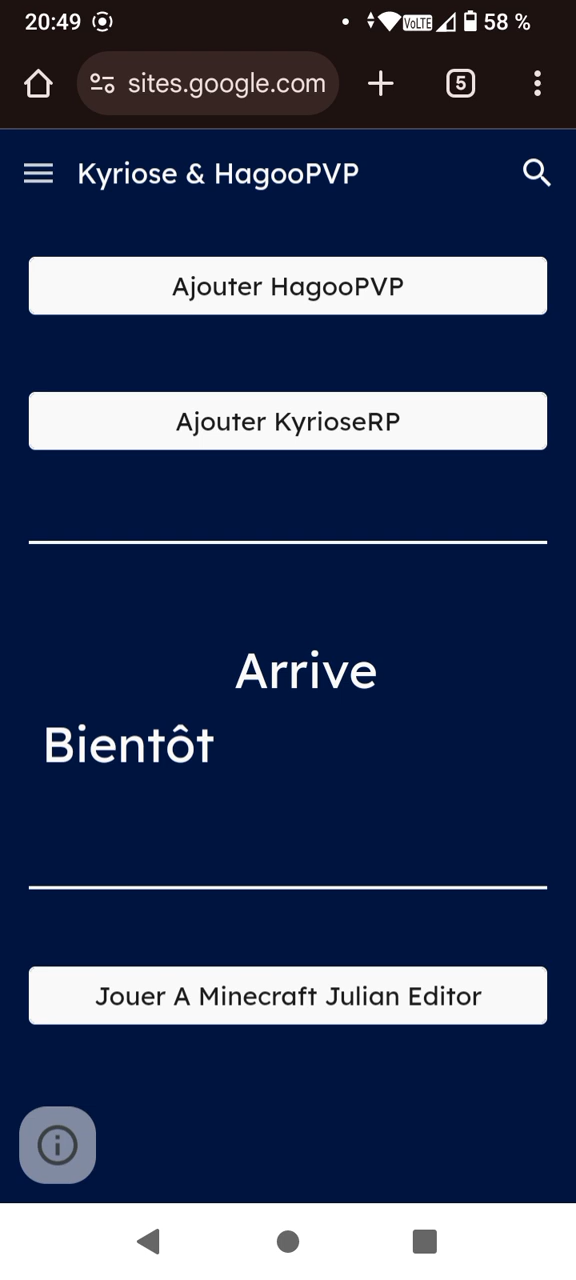 20:49 VoLTE 58 %
sites.google.com 5
Kyriose & HagooPVP
Ajouter HagooPVP
Ajouter KyrioseRP
Arrive
Bientôt
Jouer A Minecraft Julian Editor